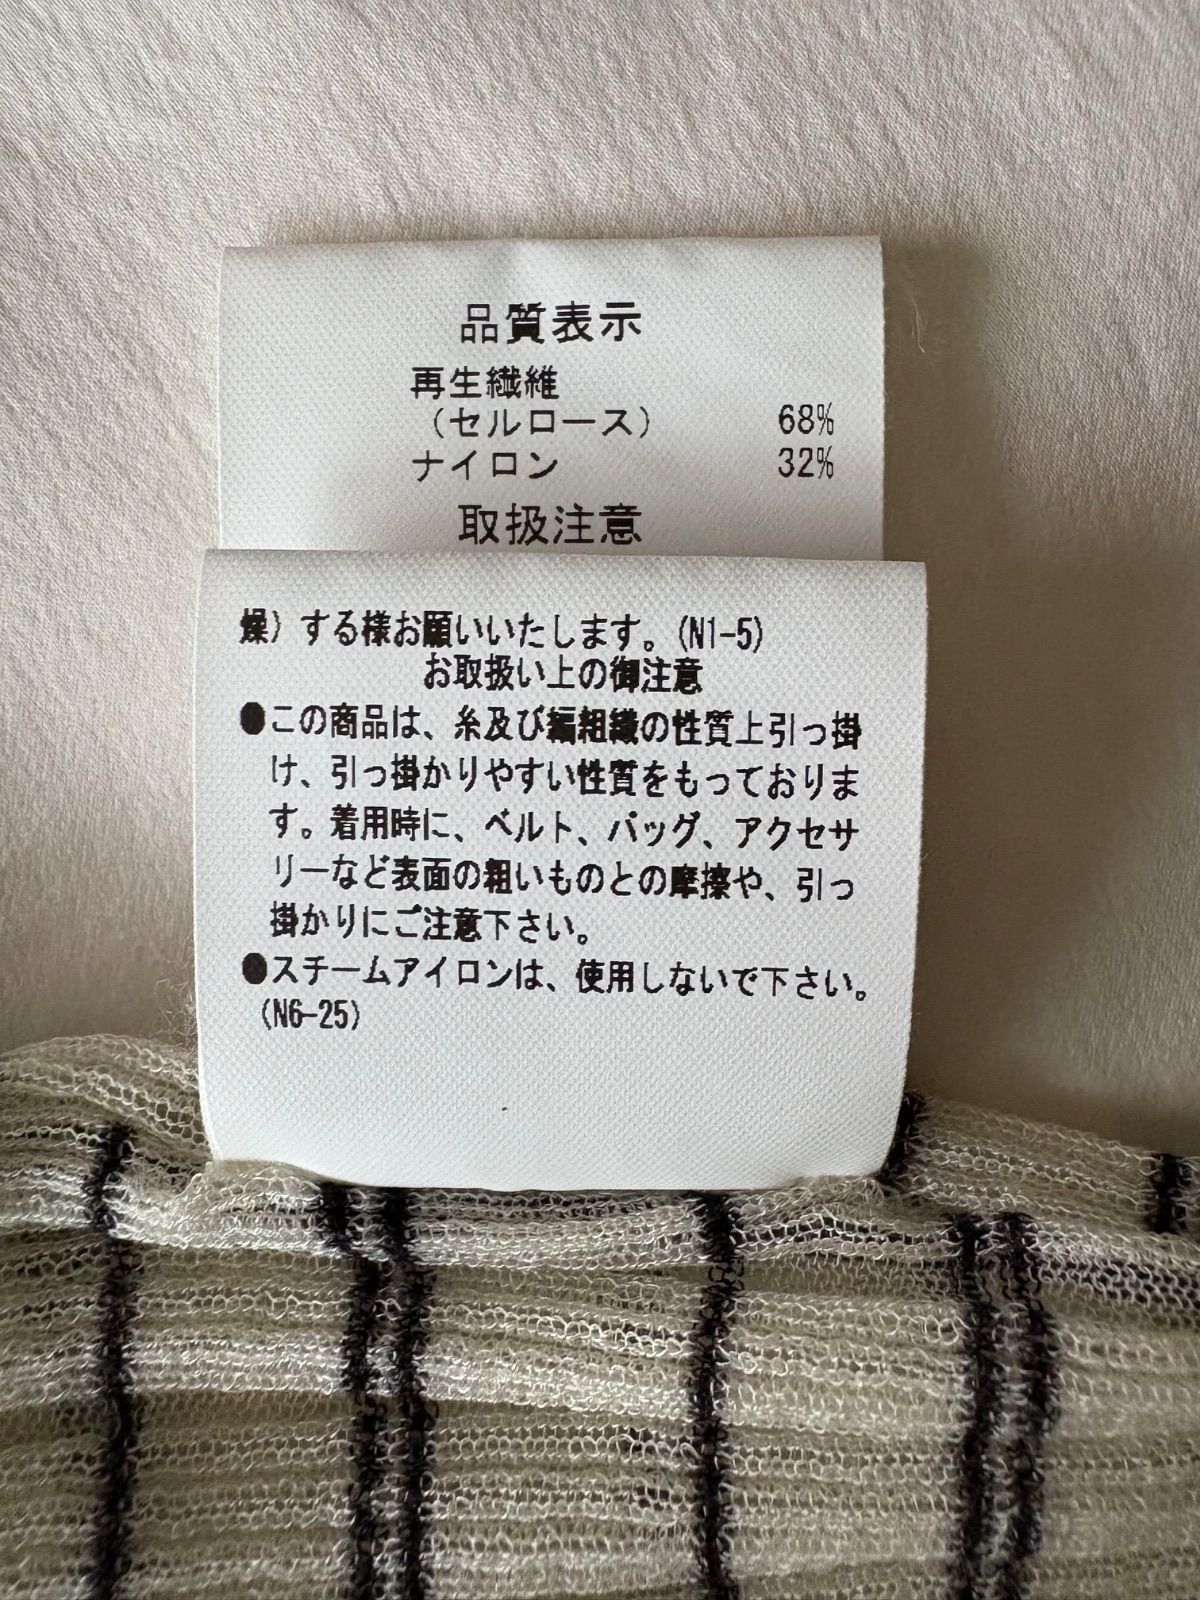 品質表示
再生繊維
（セルロース） 68%
ナイロン 32%
取扱注意
燥）する様お願いいたします。(N1-5)
お取扱い上の御注意
●この商品は、糸及び編組織の性質上引っ掛
け、引っ掛かりやすい性質をもっておりま
す。着用時に、ベルト、バッグ、アクセサ
リーなど表面の粗いものとの摩擦や、引っ
掛かりにご注意下さい。
●スチームアイロンは、使用しないで下さい。
(N6-25)